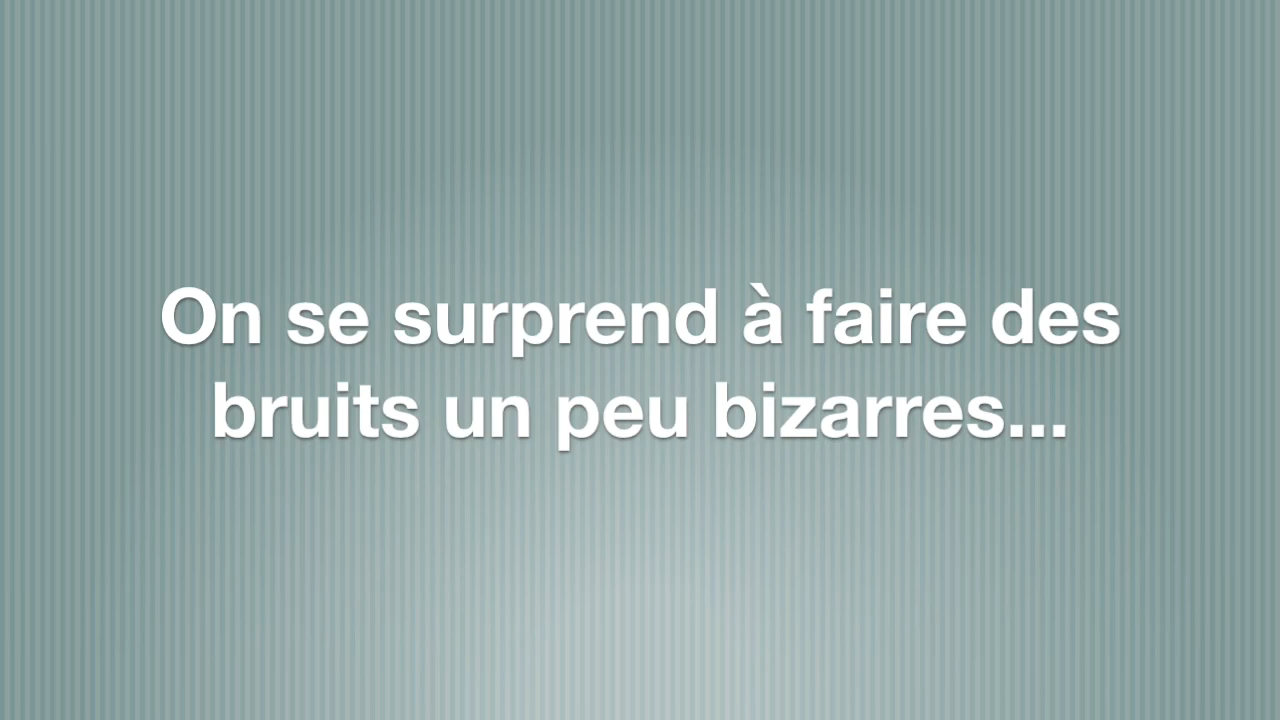 On se surprend à faire des
bruits un peu bizarres...